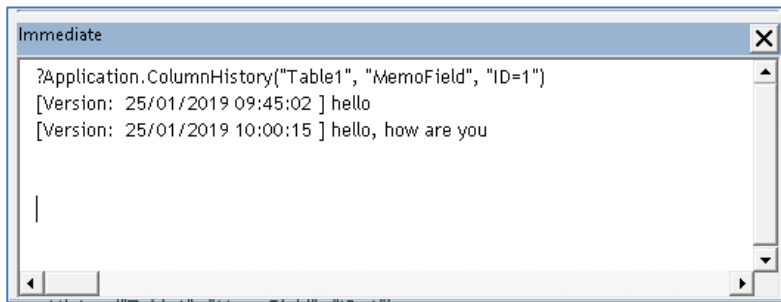 Immediate
?Application.ColumnHistory("Table1", "MemoField", "ID=1")
[Version:  25/01/2019 09:45:02 ] hello
[Version:  25/01/2019 10:00:15 ] hello, how are you